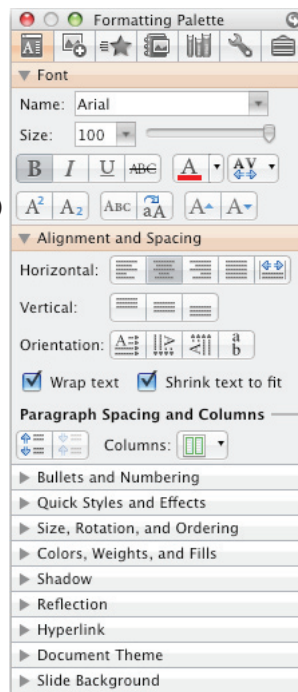 Formatting Palette
Font
Name: Arial
Size: 100
B I U ABC A AV
A² A₂ ABC aA A A
Alignment and Spacing
Horizontal:
Vertical:
Orientation: A A A a b
Wrap text Shrink text to fit
Paragraph Spacing and Columns
Columns:
Bullets and Numbering
Quick Styles and Effects
Size, Rotation, and Ordering
Colors, Weights, and Fills
Shadow
Reflection
Hyperlink
Document Theme
Slide Background